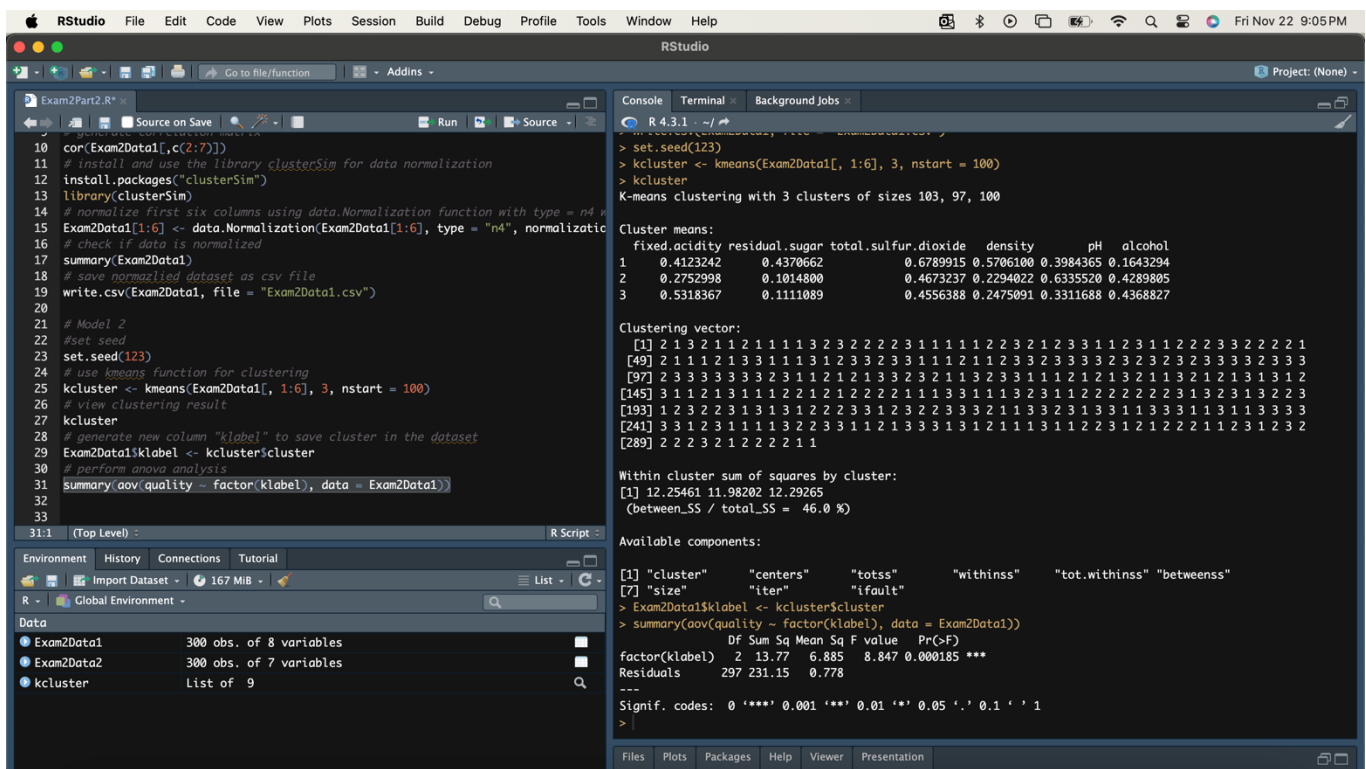 RStudio File Edit Code View Plots Session Build Debug Profile Tools Window Help Fri Nov 22 9:05 PM
RStudio
Go to file/function Addins Project: (None)
Exam2Part2.R*
Source on Save Run Source
9 # generate correlation matrix
10 cor(Exam2Data1[,c(2:7)])
11 # install and use the library clusterSim for data normalization
12 install.packages("clusterSim")
13 library(clusterSim)
14 # normalize first six columns using data.Normalization function with type = n4 w
15 Exam2Data1[1:6] <- data.Normalization(Exam2Data1[1:6], type = "n4", normalizatic
16 # check if data is normalized
17 summary(Exam2Data1)
18 # save normazlied dataset as csv file
19 write.csv(Exam2Data1, file = "Exam2Data1.csv")
20
21 # Model 2
22 #set seed
23 set.seed(123)
24 # use kmeans function for clustering
25 kcluster <- kmeans(Exam2Data1[, 1:6], 3, nstart = 100)
26 # view clustering result
27 kcluster
28 # generate new column "klabel" to save cluster in the dataset
29 Exam2Data1$klabel <- kcluster$cluster
30 # perform anova analysis
31 summary(aov(quality ~ factor(klabel), data = Exam2Data1))
32
33
31:1 (Top Level) R Script
Environment History Connections Tutorial
Import Dataset 167 MiB List
R Global Environment
Data
Exam2Data1 300 obs. of 8 variables
Exam2Data2 300 obs. of 7 variables
kcluster List of 9
Console Terminal Background Jobs
R 4.3.1 · ~/
> write.csv(Exam2Data1, file = "Exam2Data1.csv")
> set.seed(123)
> kcluster <- kmeans(Exam2Data1[, 1:6], 3, nstart = 100)
> kcluster
K-means clustering with 3 clusters of sizes 103, 97, 100
Cluster means:
fixed.acidity residual.sugar total.sulfur.dioxide density pH alcohol
1 0.4123242 0.4370662 0.6789915 0.5706100 0.3984365 0.1643294
2 0.2752998 0.1014800 0.4673237 0.2294022 0.6335520 0.4289805
3 0.5318367 0.1111089 0.4556388 0.2475091 0.3311688 0.4368827
Clustering vector:
[1] 2 1 3 2 1 1 2 1 1 1 1 3 2 3 2 2 2 2 3 1 1 1 1 1 2 2 3 2 1 2 3 3 1 1 2 3 1 1 2 2 2 3 3 2 2 2 2 1
[49] 2 1 1 1 2 1 3 3 1 1 1 3 1 2 3 3 2 3 3 2 3 1 1 2 1 1 2 3 3 2 3 3 3 3 2 3 2 3 3 3 3 2 3 3 2 3 3 3
[97] 2 3 3 3 3 3 3 3 2 3 1 1 2 1 2 1 3 3 2 3 2 1 1 3 2 3 3 1 1 1 2 1 2 1 3 2 1 1 3 2 1 2 1 3 1 3 1 2
[145] 3 1 1 2 1 3 1 1 1 1 2 1 2 2 1 2 2 2 2 1 1 1 3 3 1 1 1 3 2 3 1 1 2 2 2 2 2 2 3 2 1 3 2 3 3 3 2 3
[193] 1 2 3 2 2 3 1 1 3 1 3 1 2 2 2 3 3 1 2 3 2 2 3 3 3 2 1 1 3 3 2 3 1 1 3 3 3 1 1 3 1 1 3 3 3 3
[241] 3 3 1 2 3 1 1 1 3 2 2 3 3 1 1 2 1 3 3 3 1 3 1 2 1 1 1 3 1 1 2 2 3 1 2 1 2 2 2 1 1 2 3 1 2 3 2
[289] 2 2 2 3 2 1 2 2 2 2 1 1
Within cluster sum of squares by cluster:
[1] 12.25461 11.98202 12.29265
(between_SS / total_SS = 46.0 %)
Available components:
[1] "cluster" "centers" "totss" "withinss" "tot.withinss" "betweenss"
[7] "size" "iter" "ifault"
> Exam2Data1$klabel <- kcluster$cluster
> summary(aov(quality ~ factor(klabel), data = Exam2Data1))
Df Sum Sq Mean Sq F value Pr(>F)
factor(klabel) 2 13.77 6.885 8.847 0.000185 ***
Residuals 297 231.15 0.778
---
Signif. codes: 0 ‘***’ 0.001 ‘**’ 0.01 ‘*’ 0.05 ‘.’ 0.1 ‘ ’ 1
>
Files Plots Packages Help Viewer Presentation